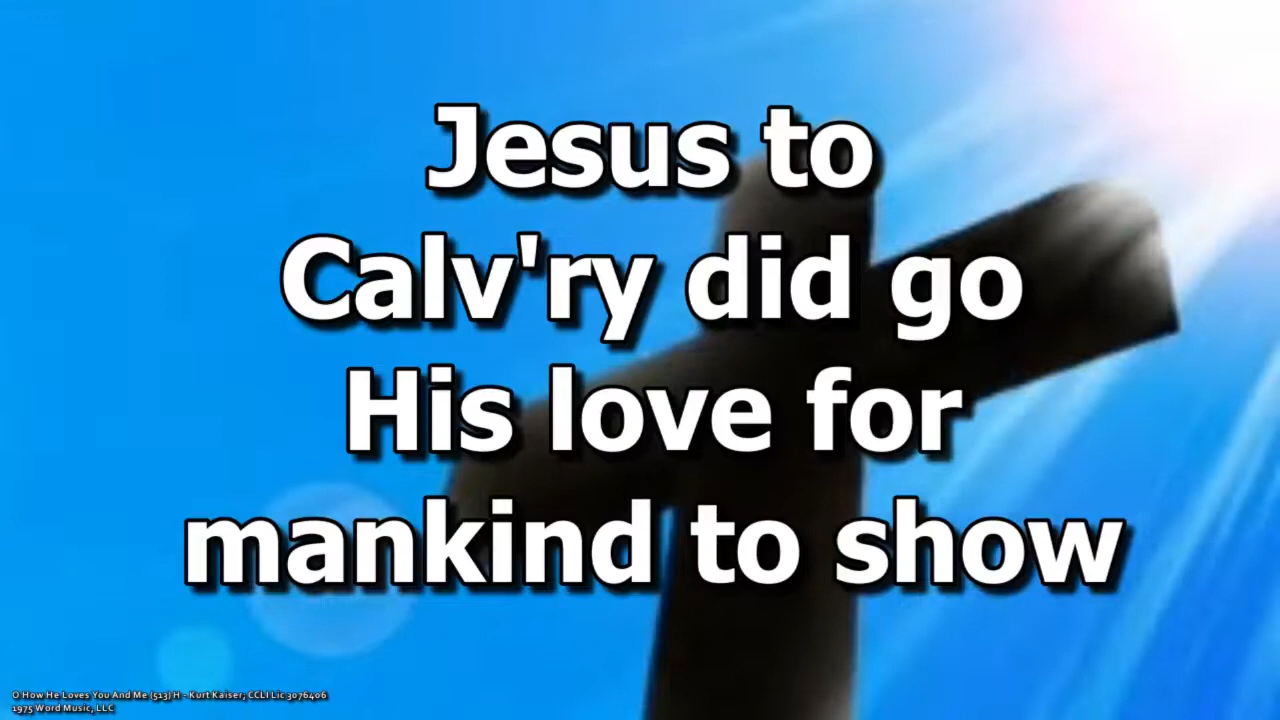 Jesus to
Calv'ry did go
His love for
mankind to show
O How He Loves You And Me (513) H - Kurt Kaiser, CCLI Lic 3076406
1975 Word Music, LLC